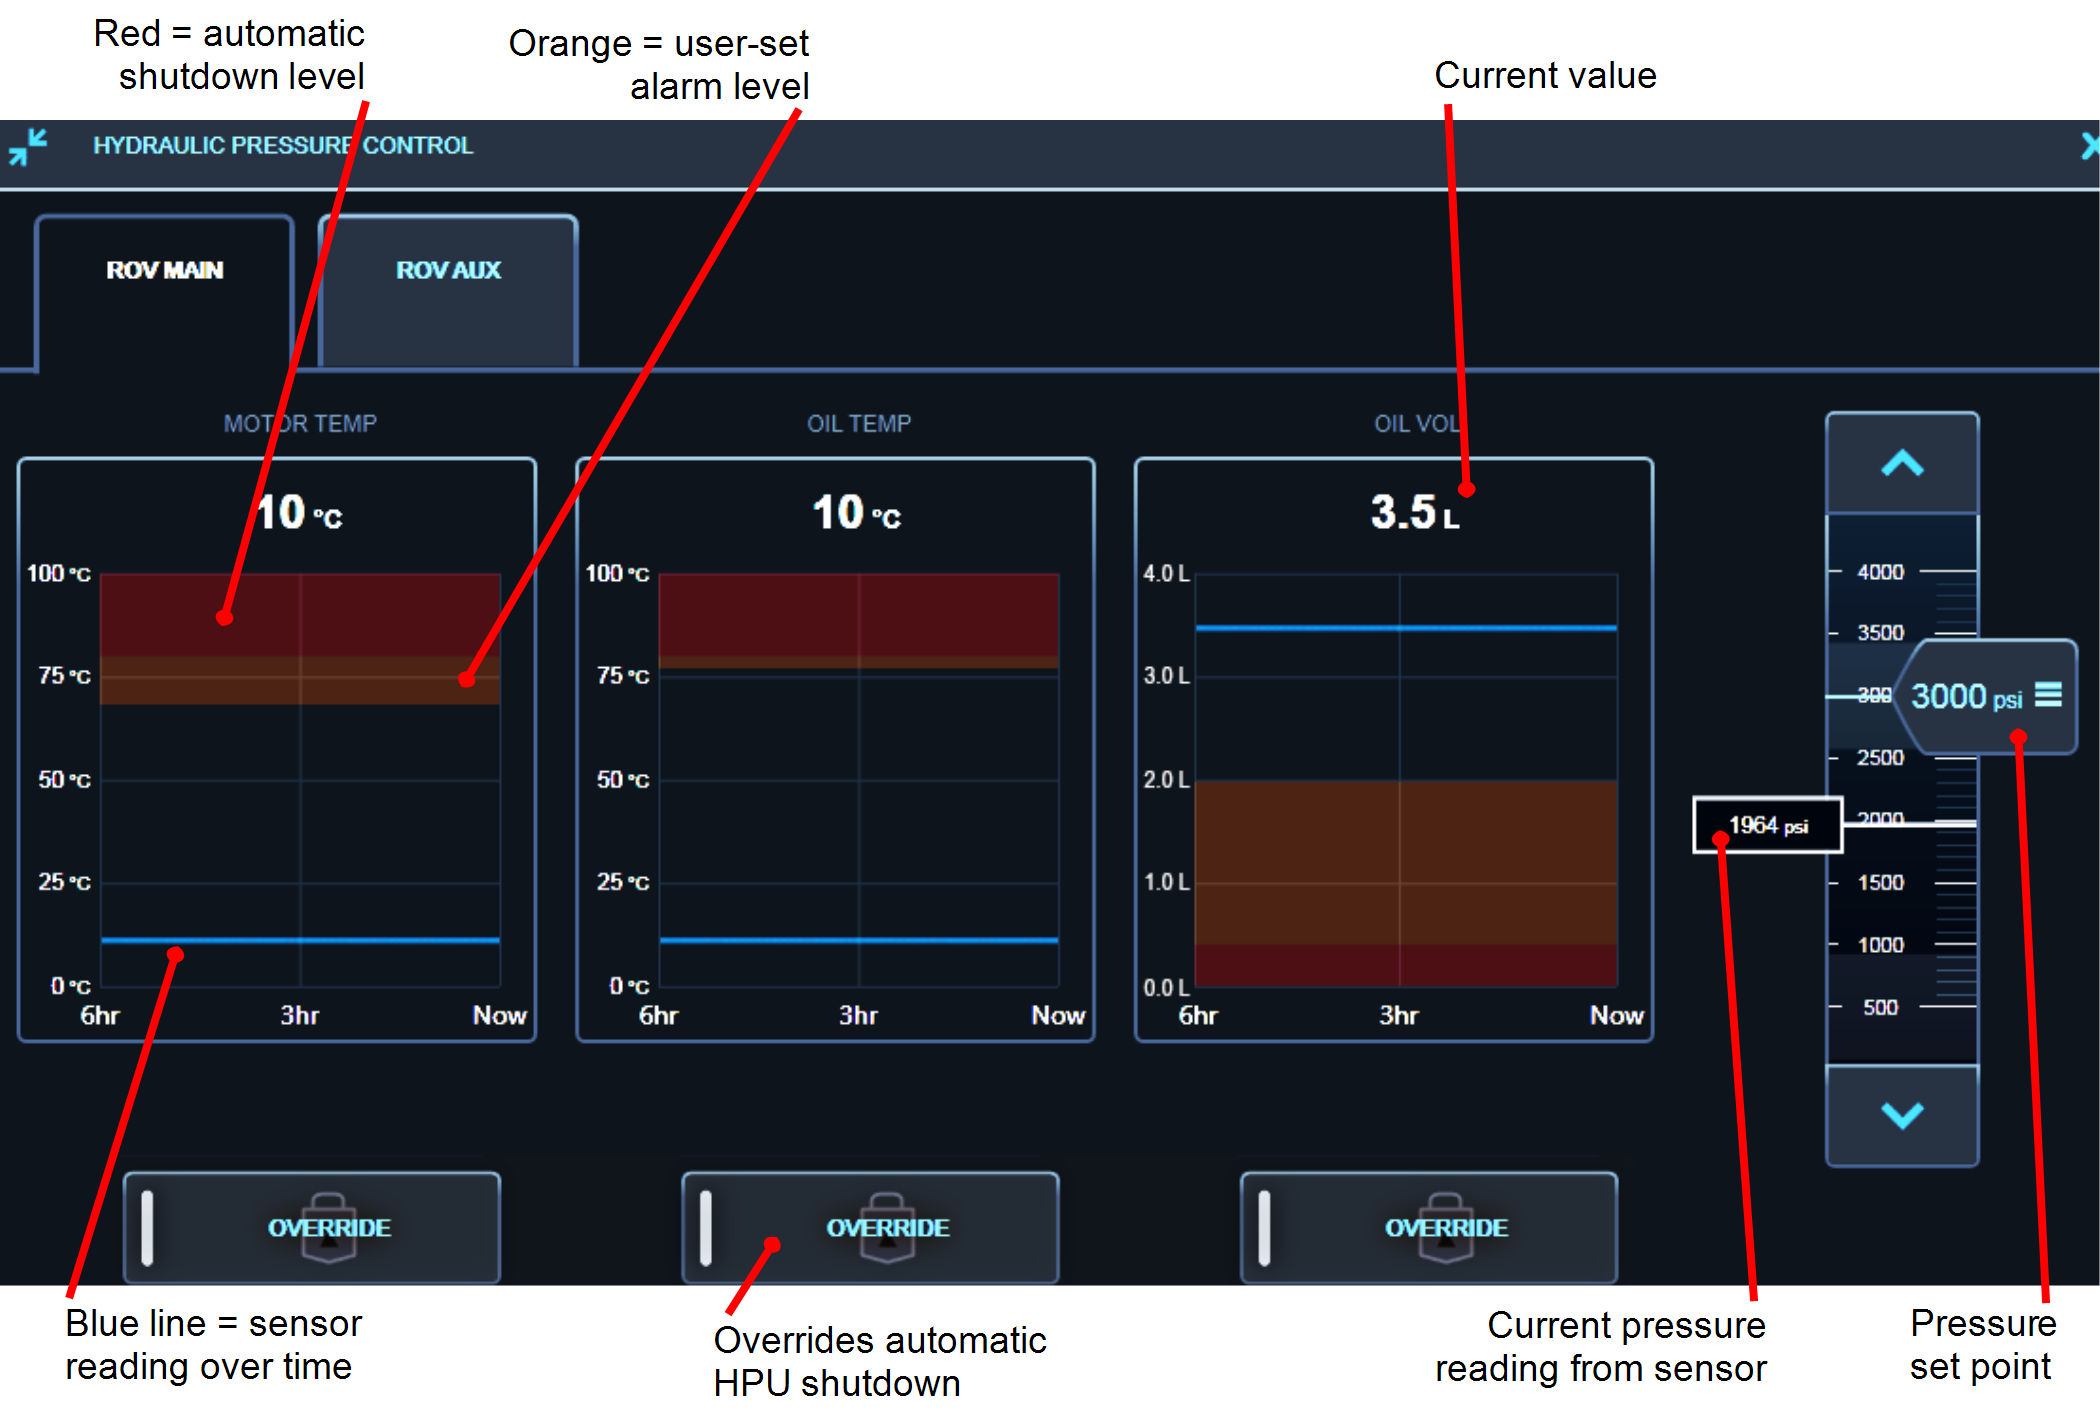 Red = automatic
shutdown level
Orange = user-set
alarm level
Current value
HYDRAULIC PRESSURE CONTROL
ROV MAIN
ROV AUX
MOTOR TEMP
10 °C
100 °C
75 °C
50 °C
25 °C
0 °C
6hr 3hr Now
OIL TEMP
10 °C
100 °C
75 °C
50 °C
25 °C
0 °C
6hr 3hr Now
OIL VOL
3.5 L
4.0 L
3.0 L
2.0 L
1.0 L
0.0 L
6hr 3hr Now
4000
3500
3000 psi
2500
1964 psi
2000
1500
1000
500
OVERRIDE
OVERRIDE
OVERRIDE
Blue line = sensor
reading over time
Overrides automatic
HPU shutdown
Current pressure
reading from sensor
Pressure
set point